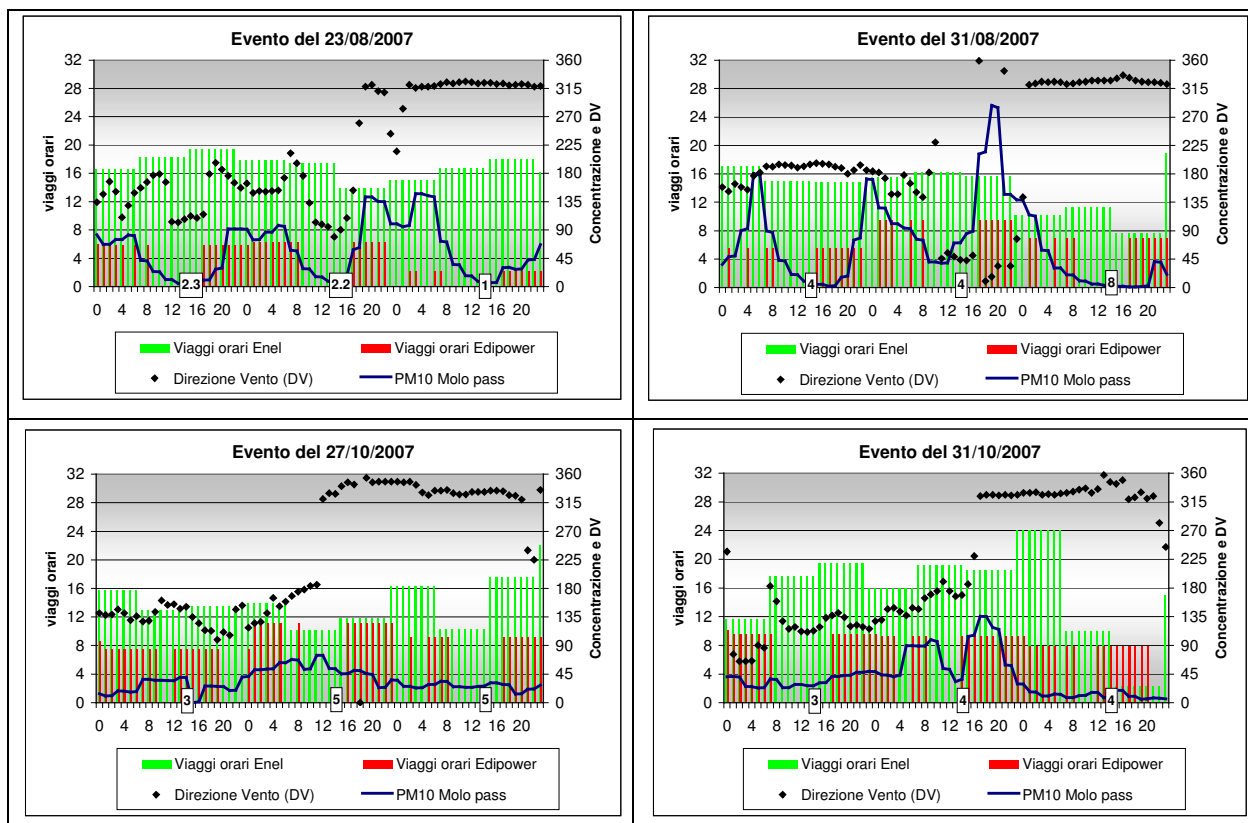 Evento del 23/08/2007
32 28 24 20 16 12 8 4 0
viaggi orari
360 315 270 225 180 135 90 45 0
Concentrazione e DV
2.3 2.2 1
0 4 8 12 16 20 0 4 8 12 16 20 0 4 8 12 16 20
Viaggi orari Enel Viaggi orari Edipower
Direzione Vento (DV) PM10 Molo pass
Evento del 31/08/2007
32 28 24 20 16 12 8 4 0
viaggi orari
360 315 270 225 180 135 90 45 0
Concentrazione e DV
4 4 8
0 4 8 12 16 20 0 4 8 12 16 20 0 4 8 12 16 20
Viaggi orari Enel Viaggi orari Edipower
Direzione Vento (DV) PM10 Molo pass
Evento del 27/10/2007
32 28 24 20 16 12 8 4 0
viaggi orari
360 315 270 225 180 135 90 45 0
Concentrazione e DV
3 5 5
0 4 8 12 16 20 0 4 8 12 16 20 0 4 8 12 16 20
Viaggi orari Enel Viaggi orari Edipower
Direzione Vento (DV) PM10 Molo pass
Evento del 31/10/2007
32 28 24 20 16 12 8 4 0
viaggi orari
360 315 270 225 180 135 90 45 0
Concentrazione e DV
3 4 4
0 4 8 12 16 20 0 4 8 12 16 20 0 4 8 12 16 20
Viaggi orari Enel Viaggi orari Edipower
Direzione Vento (DV) PM10 Molo pass